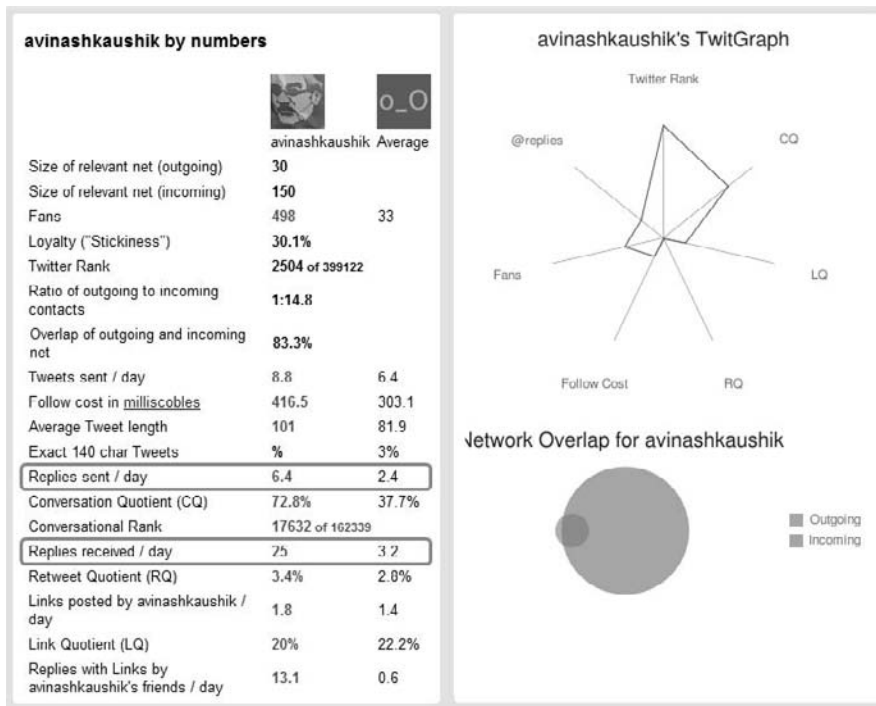 avinashkaushik by numbers
o_O
avinashkaushik Average
Size of relevant net (outgoing) 30
Size of relevant net (incoming) 150
Fans 498 33
Loyalty ("Stickiness") 30.1%
Twitter Rank 2504 of 399122
Ratio of outgoing to incoming
contacts 1:14.8
Overlap of outgoing and incoming
net 83.3%
Tweets sent / day 8.8 6.4
Follow cost in milliscobles 416.5 303.1
Average Tweet length 101 81.9
Exact 140 char Tweets % 3%
Replies sent / day 6.4 2.4
Conversation Quotient (CQ) 72.8% 37.7%
Conversational Rank 17632 of 162339
Replies received / day 25 3.2
Retweet Quotient (RQ) 3.4% 2.8%
Links posted by avinashkaushik /
day 1.8 1.4
Link Quotient (LQ) 20% 22.2%
Replies with Links by
avinashkaushik's friends / day 13.1 0.6
avinashkaushik's TwitGraph
Twitter Rank
@replies
CQ
Fans
LQ
Follow Cost
RQ
Network Overlap for avinashkaushik
Outgoing
Incoming